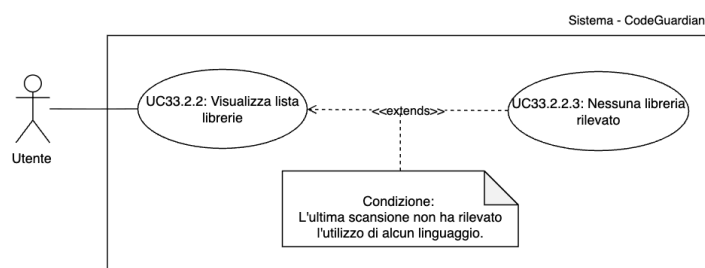 Sistema - CodeGuardian
UC33.2.2: Visualizza lista
librerie
<<extends>>
UC33.2.2.3: Nessuna libreria
rilevato
Utente
Condizione:
L'ultima scansione non ha rilevato
l'utilizzo di alcun linguaggio.